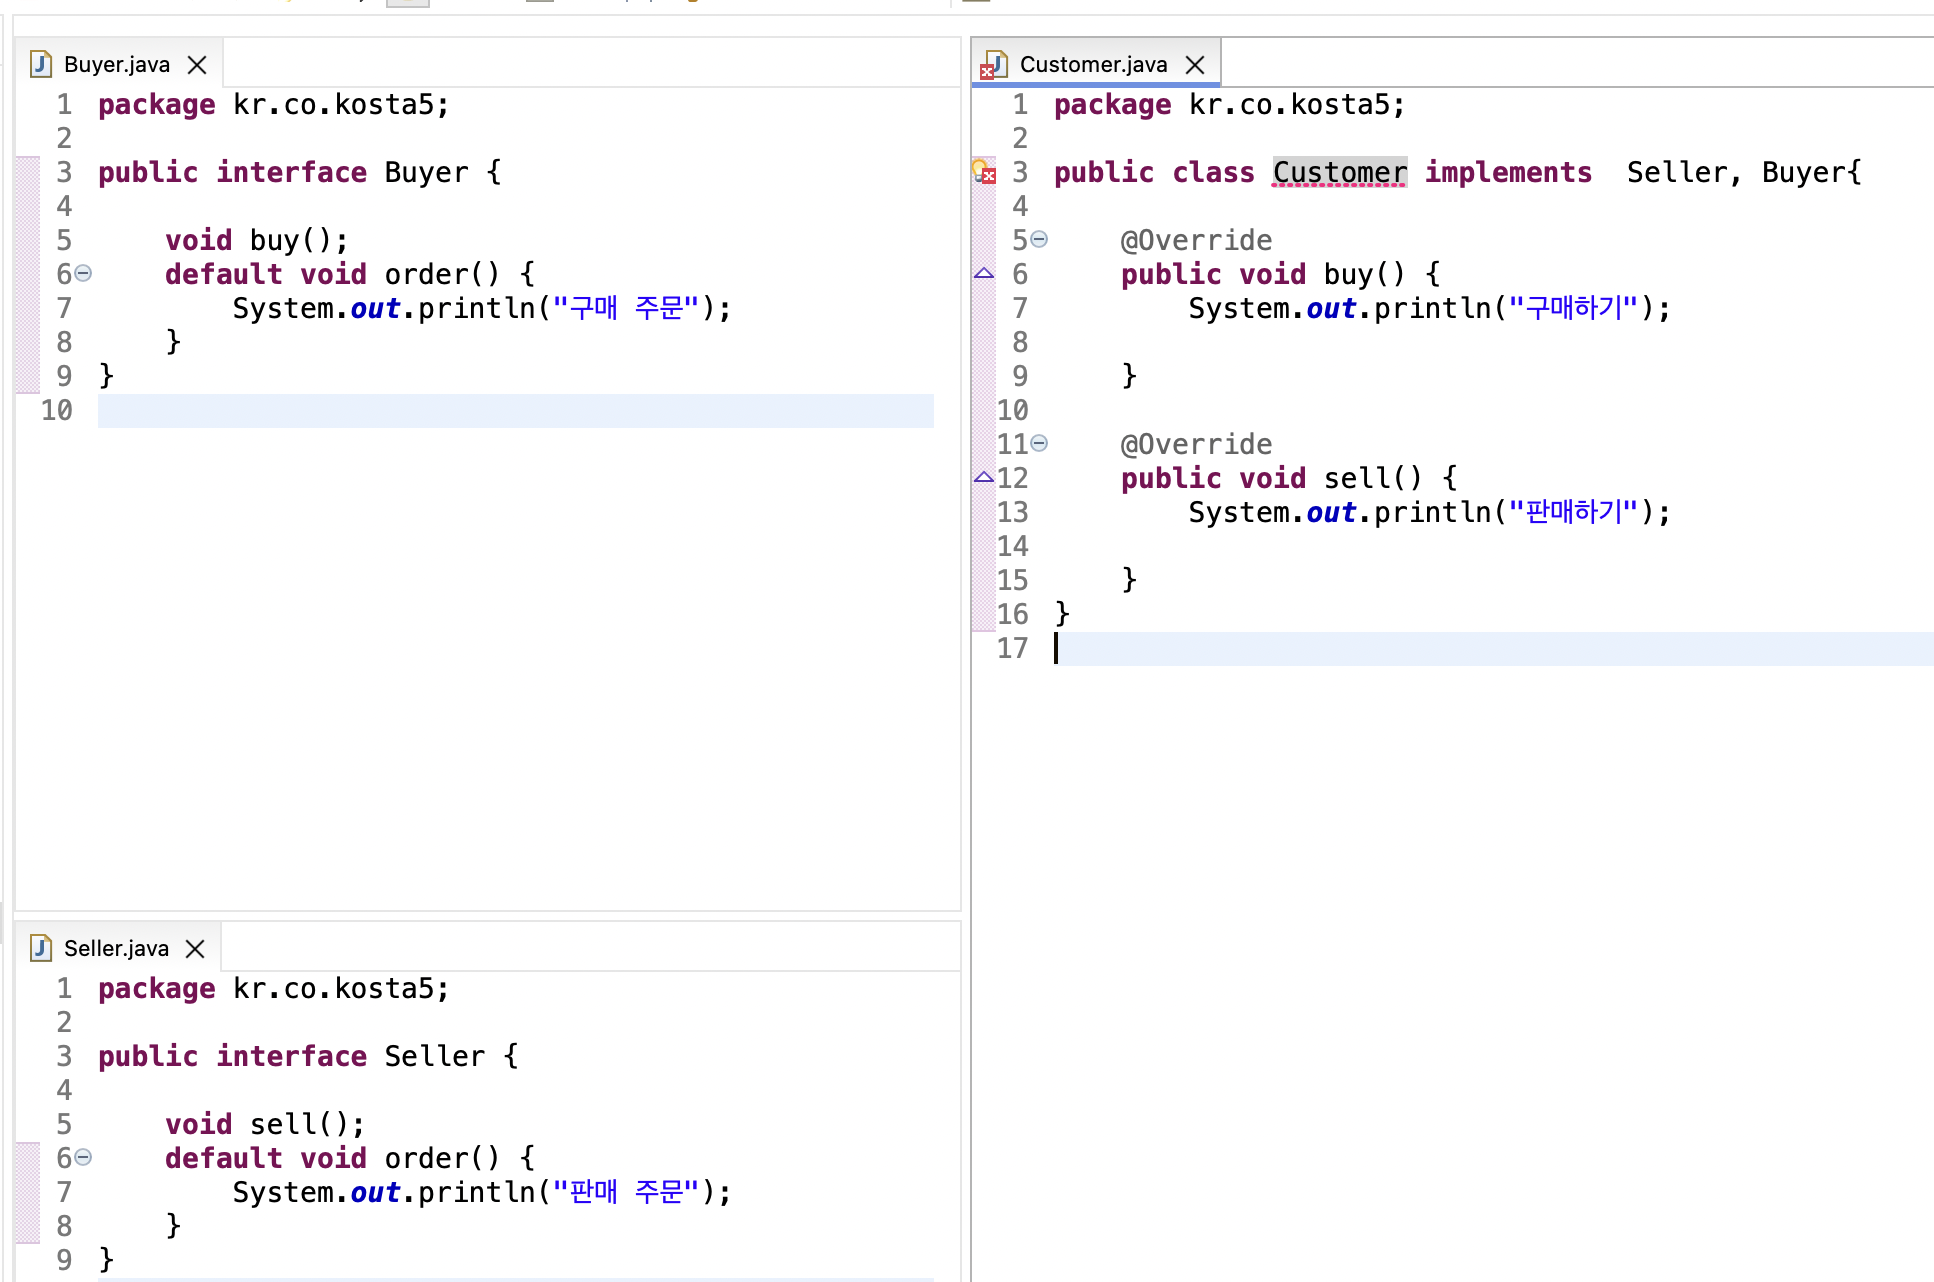 Buyer.java
1 package kr.co.kosta5;
2
3 public interface Buyer {
4
5     void buy();
6     default void order() {
7         System.out.println("구매 주문");
8     }
9 }
10
Seller.java
1 package kr.co.kosta5;
2
3 public interface Seller {
4
5     void sell();
6     default void order() {
7         System.out.println("판매 주문");
8     }
9 }
Customer.java
1 package kr.co.kosta5;
2
3 public class Customer implements  Seller, Buyer{
4
5     @Override
6     public void buy() {
7         System.out.println("구매하기");
8
9     }
10
11     @Override
12     public void sell() {
13         System.out.println("판매하기");
14
15     }
16 }
17